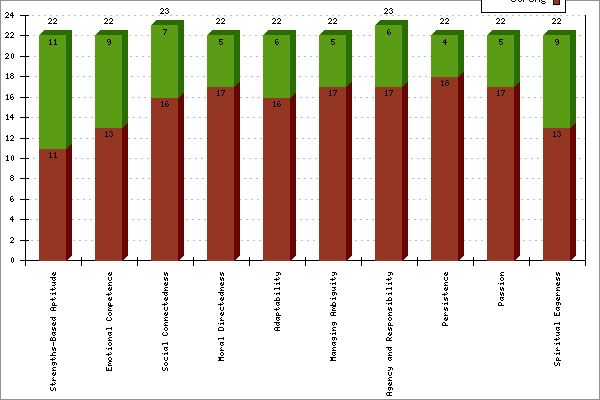 Strong
24
22
20
18
16
14
12
10
8
6
4
2
0
22 22 23 22 22 22 23 22 22 22
11 9 7 5 6 5 6 4 5 9
11 13 16 17 16 17 17 18 17 13
Strengths-Based Aptitude
Emotional Competence
Social Connectedness
Moral Directedness
Adaptability
Managing Ambiguity
Agency and Responsibility
Persistence
Passion
Spiritual Eagerness